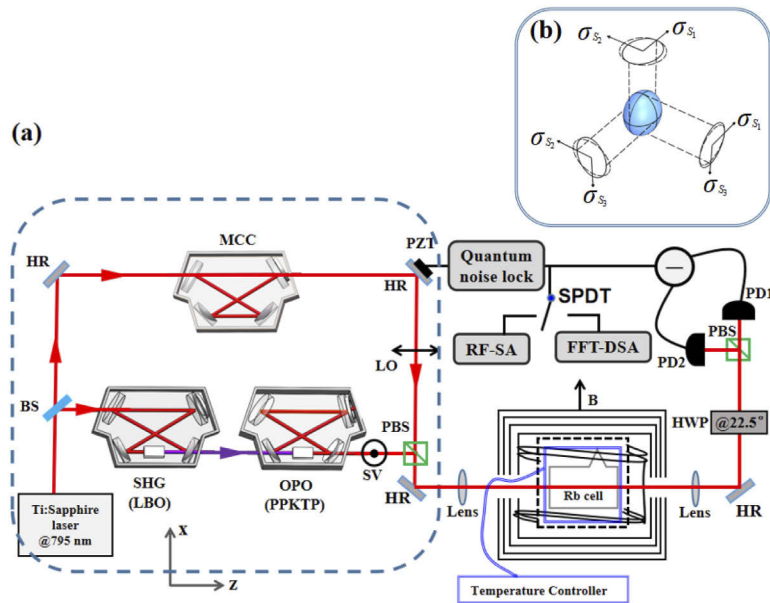 (b)
σS2
σS1
σS2
σS3
σS1
σS3
(a)
MCC
HR
PZT
HR
Quantum
noise lock
—
SPDT
PD1
PBS
RF-SA
FFT-DSA
PD2
LO
BS
PBS
B
HWP
@22.5°
SHG
(LBO)
OPO
(PPKTP)
SV
HR
Lens
Rb cell
Lens
HR
Ti:Sapphire
laser
@795 nm
X
Z
Temperature Controller